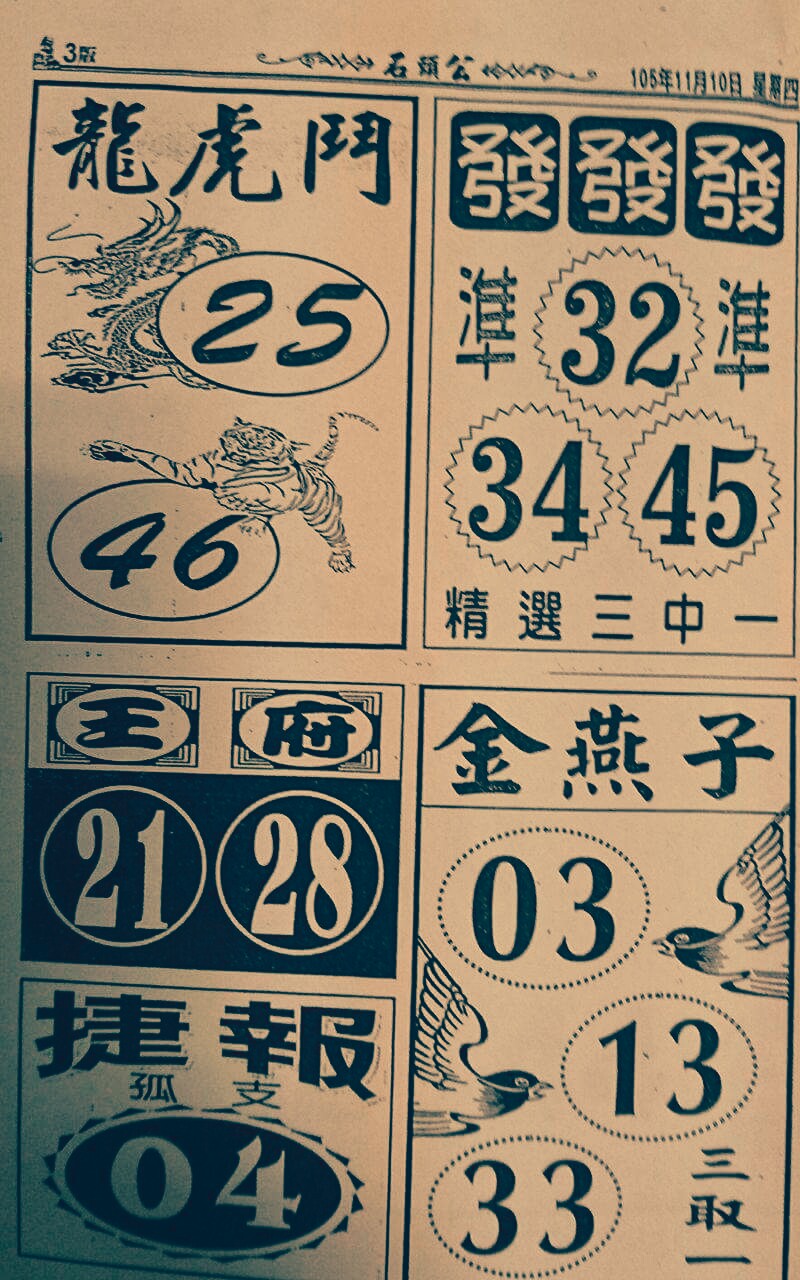 3版
石頭公
105年11月10日 星期四
龍虎鬥
25
46
發發發
準 32 準
34 45
精選三中一
王府
21 28
捷報
孤支
04
金燕子
03
13
33
三取一